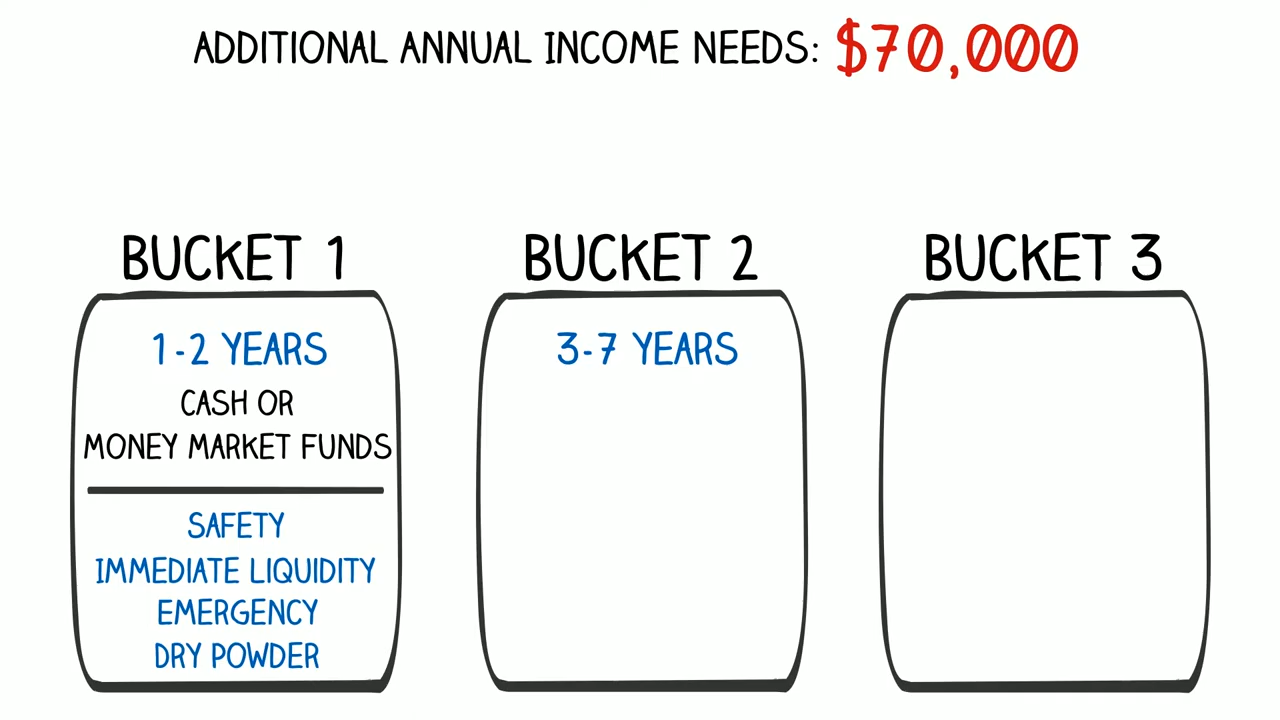 ADDITIONAL ANNUAL INCOME NEEDS: $70,000
BUCKET 1
1-2 YEARS
CASH OR
MONEY MARKET FUNDS
SAFETY
IMMEDIATE LIQUIDITY
EMERGENCY
DRY POWDER
BUCKET 2
3-7 YEARS
BUCKET 3